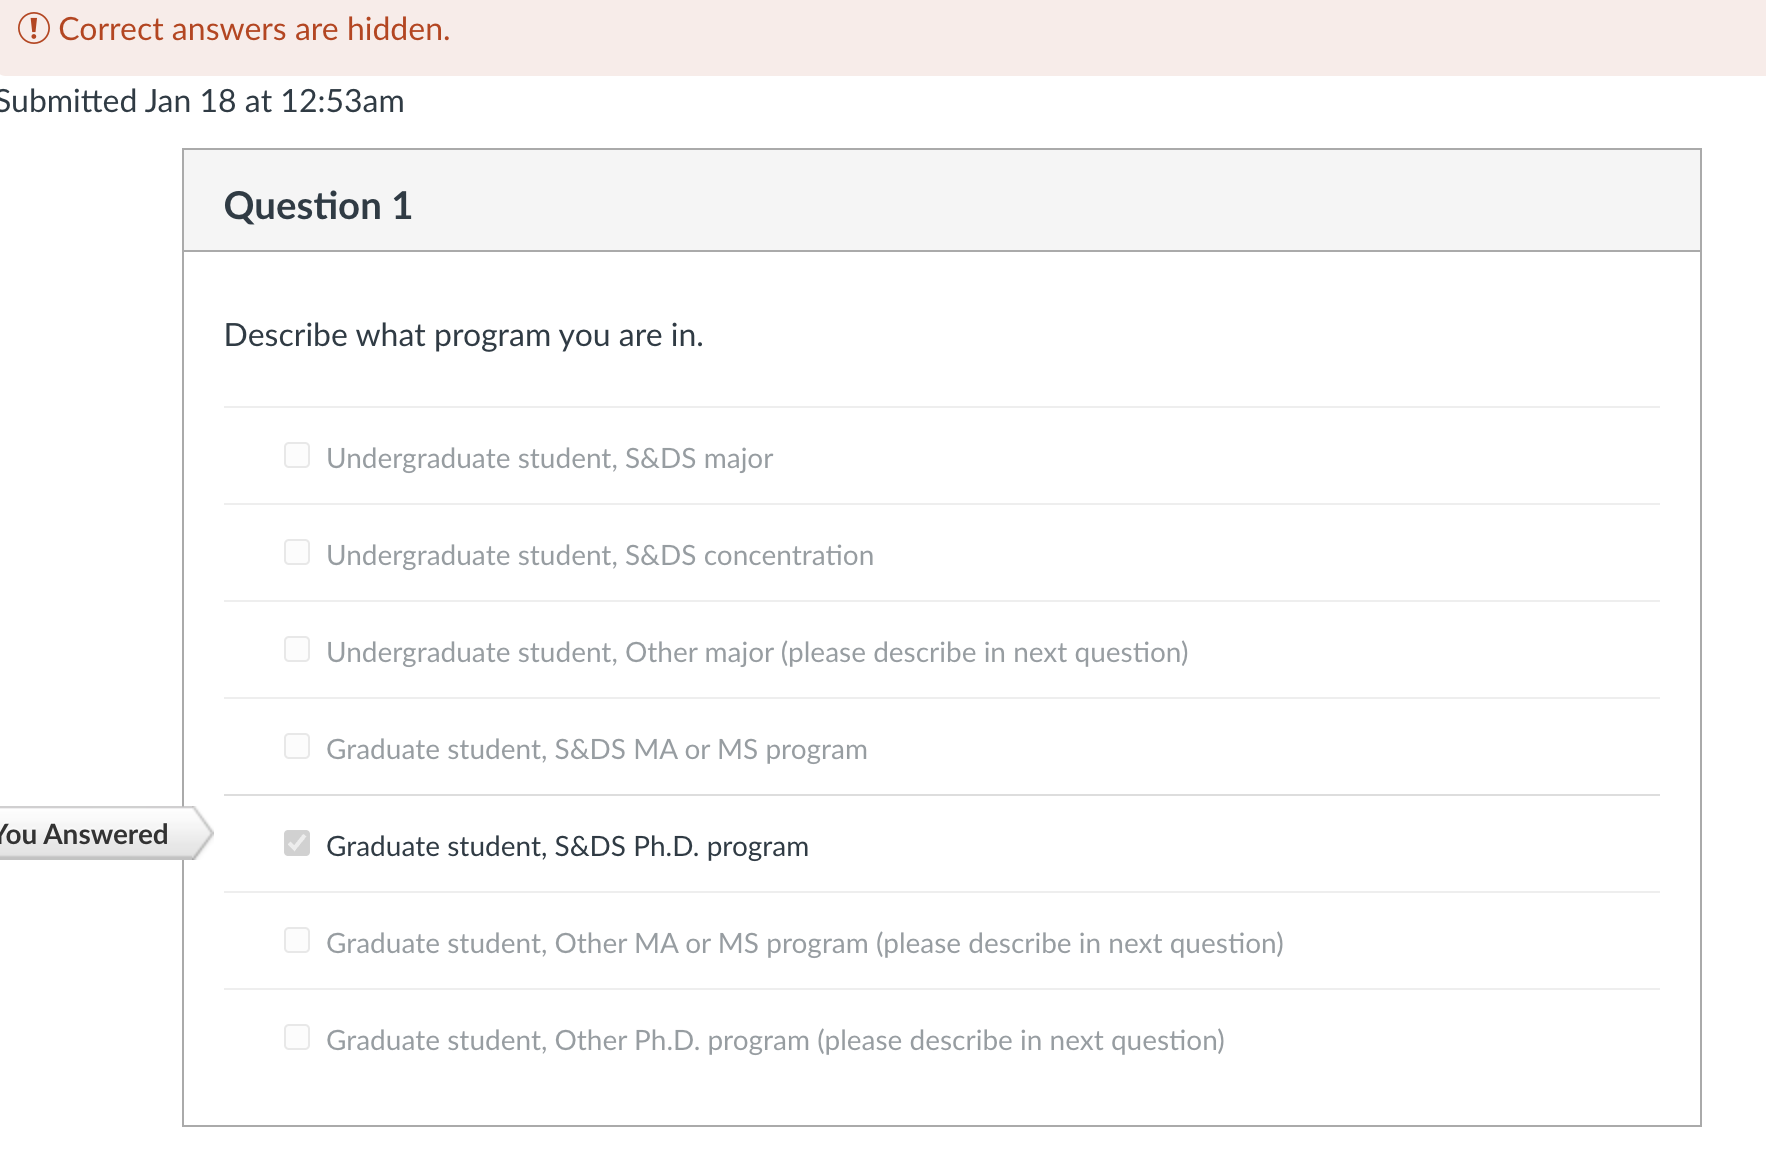 Correct answers are hidden.
Submitted Jan 18 at 12:53am
Question 1
Describe what program you are in.
Undergraduate student, S&DS major
Undergraduate student, S&DS concentration
Undergraduate student, Other major (please describe in next question)
Graduate student, S&DS MA or MS program
You Answered
Graduate student, S&DS Ph.D. program
Graduate student, Other MA or MS program (please describe in next question)
Graduate student, Other Ph.D. program (please describe in next question)